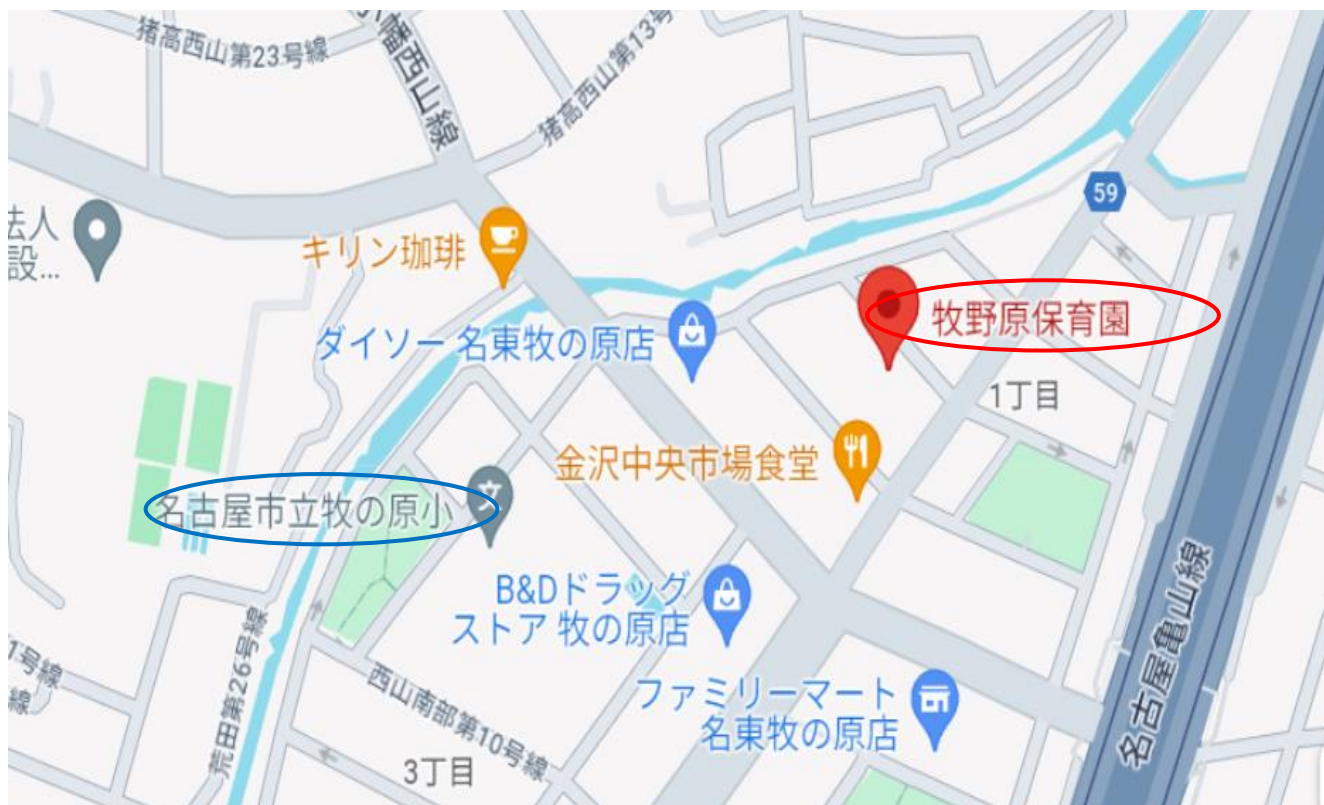 猪高西山第23号線
猪高西山第13号
西山線
59
法人
設...
キリン珈琲
牧野原保育園
ダイソー 名東牧の原店
1丁目
金沢中央市場食堂
名古屋市立牧の原小
文
B&Dドラッグ
ストア 牧の原店
名古屋亀山線
1号線
線
荒田第26号線
西山南部第10号線
ファミリーマート
名東牧の原店
3丁目